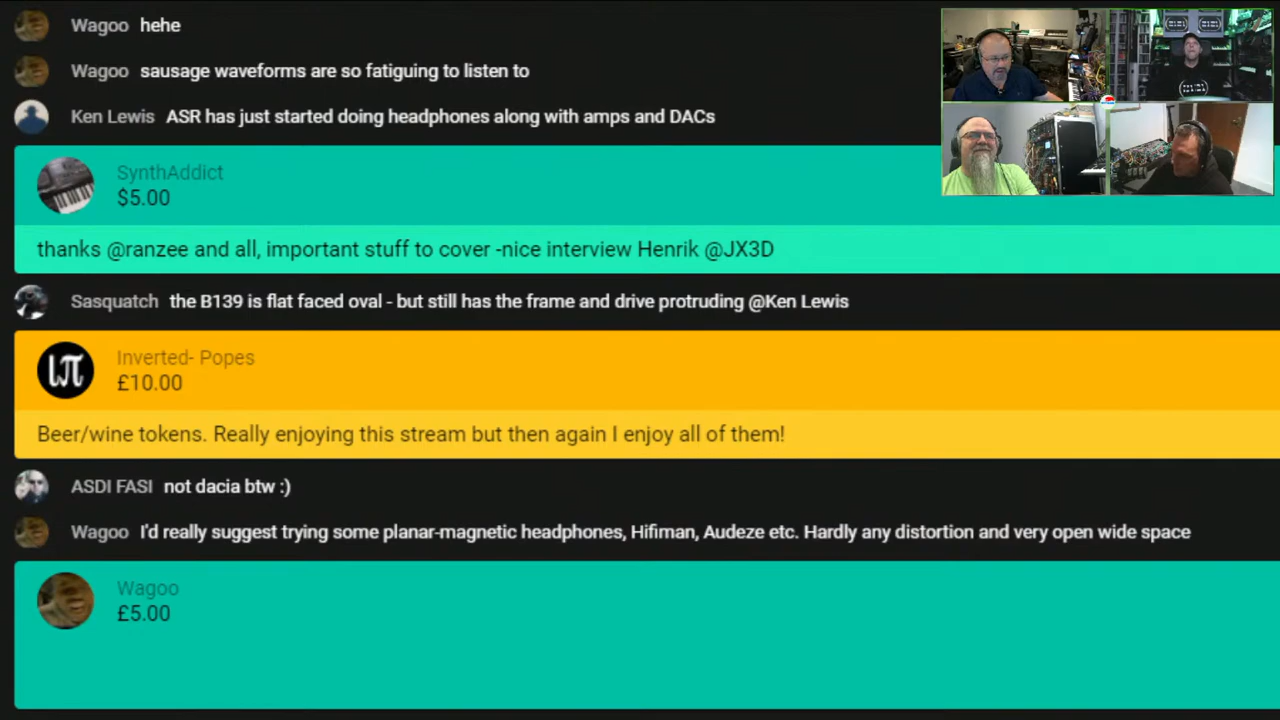 Wagoo hehe
Wagoo sausage waveforms are so fatiguing to listen to
Ken Lewis ASR has just started doing headphones along with amps and DACs
SynthAddict
$5.00
thanks @ranzee and all, important stuff to cover -nice interview Henrik @JX3D
Sasquatch the B139 is flat faced oval - but still has the frame and drive protruding @Ken Lewis
Inverted- Popes
£10.00
Beer/wine tokens. Really enjoying this stream but then again I enjoy all of them!
ASDI FASI not dacia btw :)
Wagoo I'd really suggest trying some planar-magnetic headphones, Hifiman, Audeze etc. Hardly any distortion and very open wide space
Wagoo
£5.00